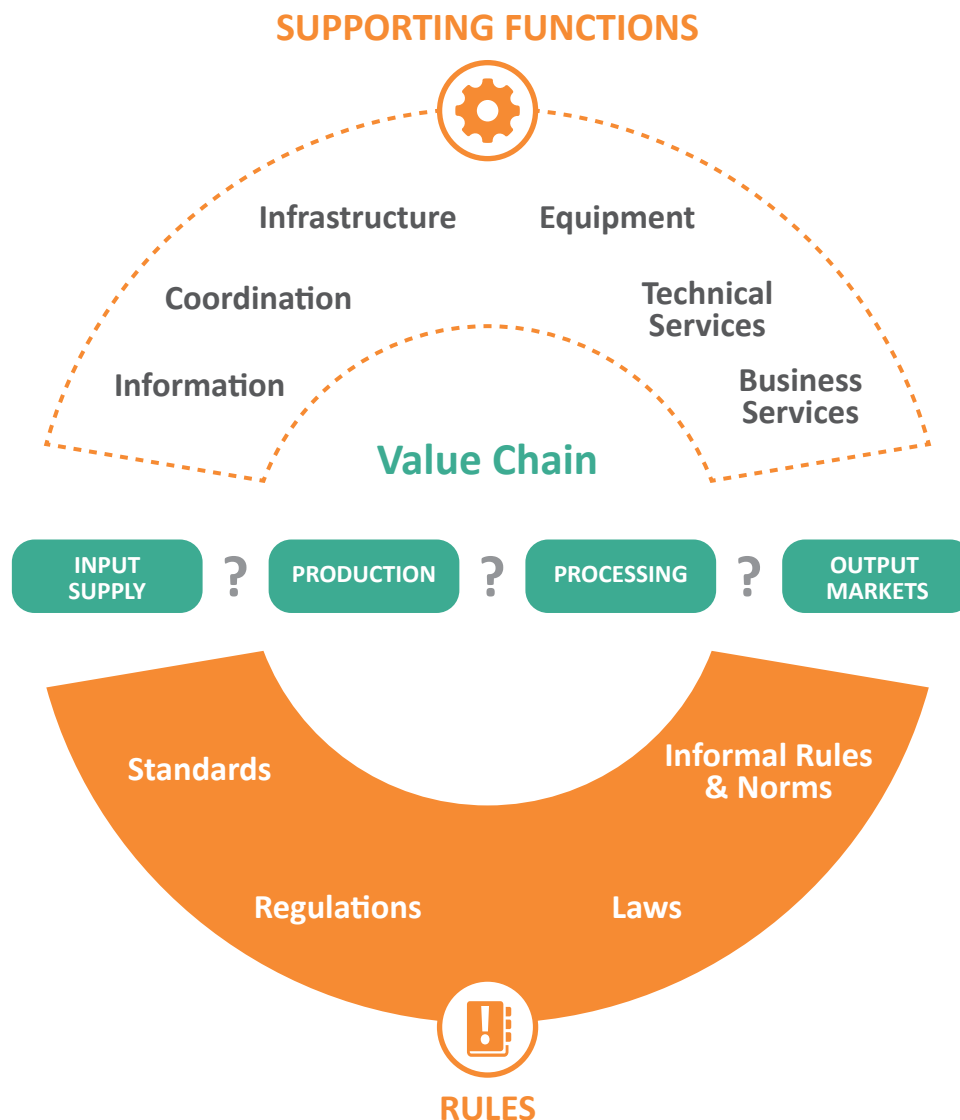 SUPPORTING FUNCTIONS
Infrastructure
Equipment
Coordination
Technical
Services
Information
Business
Services
Value Chain
INPUT
SUPPLY
?
PRODUCTION
?
PROCESSING
?
OUTPUT
MARKETS
Standards
Informal Rules
& Norms
Regulations
Laws
!
RULES